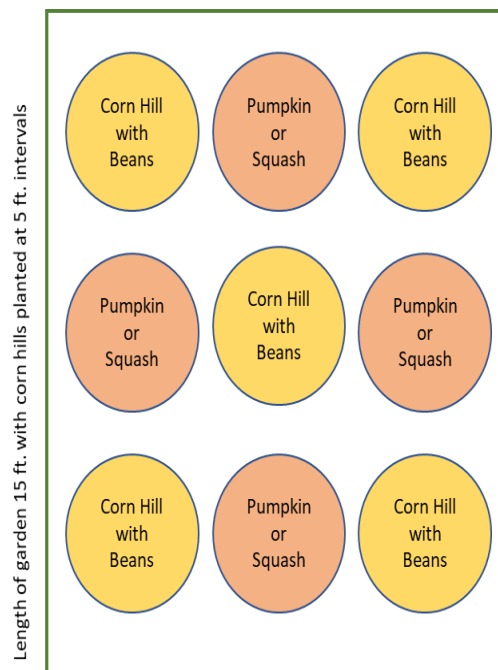 Length of garden 15 ft. with corn hills planted at 5 ft. intervals
Corn Hill
with
Beans
Pumpkin
or
Squash
Corn Hill
with
Beans
Pumpkin
or
Squash
Corn Hill
with
Beans
Pumpkin
or
Squash
Corn Hill
with
Beans
Pumpkin
or
Squash
Corn Hill
with
Beans